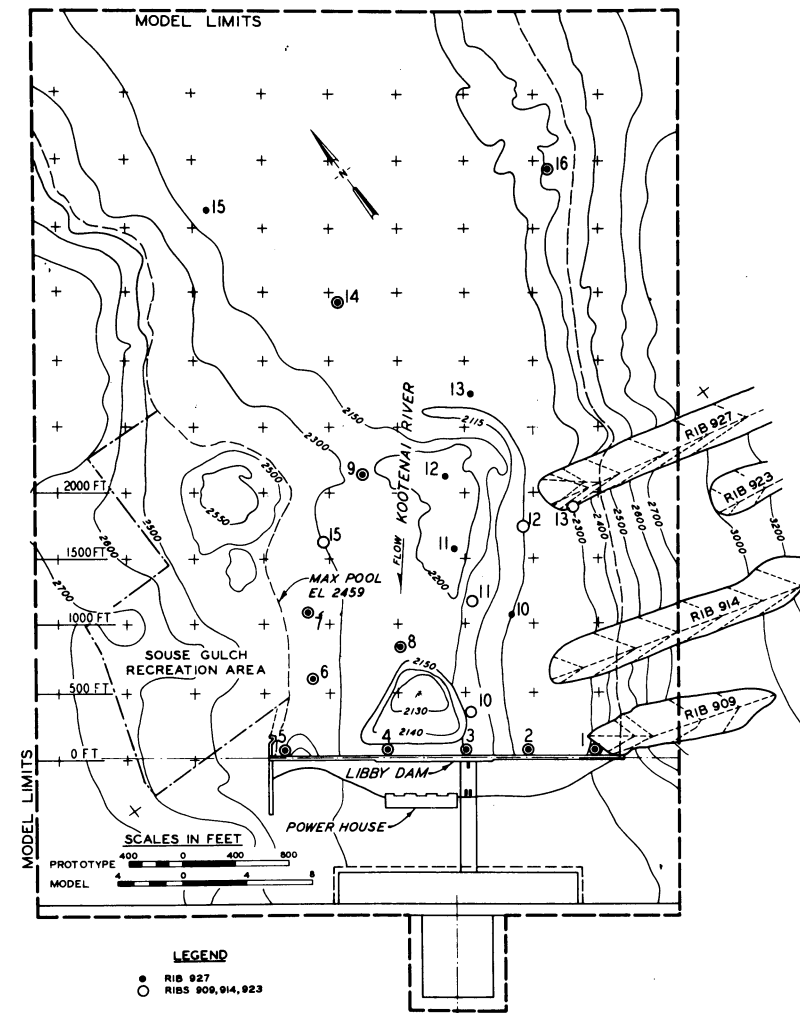 MODEL LIMITS
N
16
15
14
13
2150
2115
KOOTENAI RIVER
FLOW
2300
RIB 927
9
12
2500
2000 FT
2550
2600
2500
RIB 923
12
13
2300
2400
2500
2600
2700
3000
3200
15
11
1500 FT
2200
MAX POOL
EL 2459
2700
11
7
10
1000 FT
RIB 914
8
SOUSE GULCH
RECREATION AREA
2150
6
500 FT
2130
10
RIB 909
2140
5
4
3
2
1
0 FT
LIBBY DAM
MODEL LIMITS
POWER HOUSE
SCALES IN FEET
PROTOTYPE 400 0 400 800
MODEL 4 0 4 8
LEGEND
RIB 927
RIBS 909, 914, 923